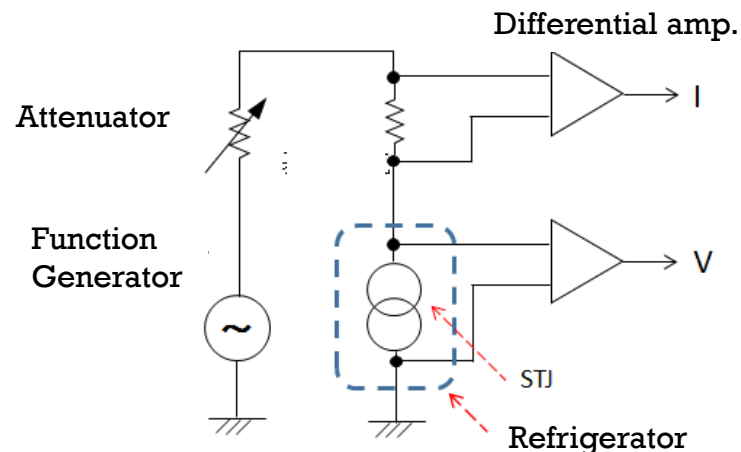 Differential amp.
I
Attenuator
Function
Generator
V
~
STJ
Refrigerator